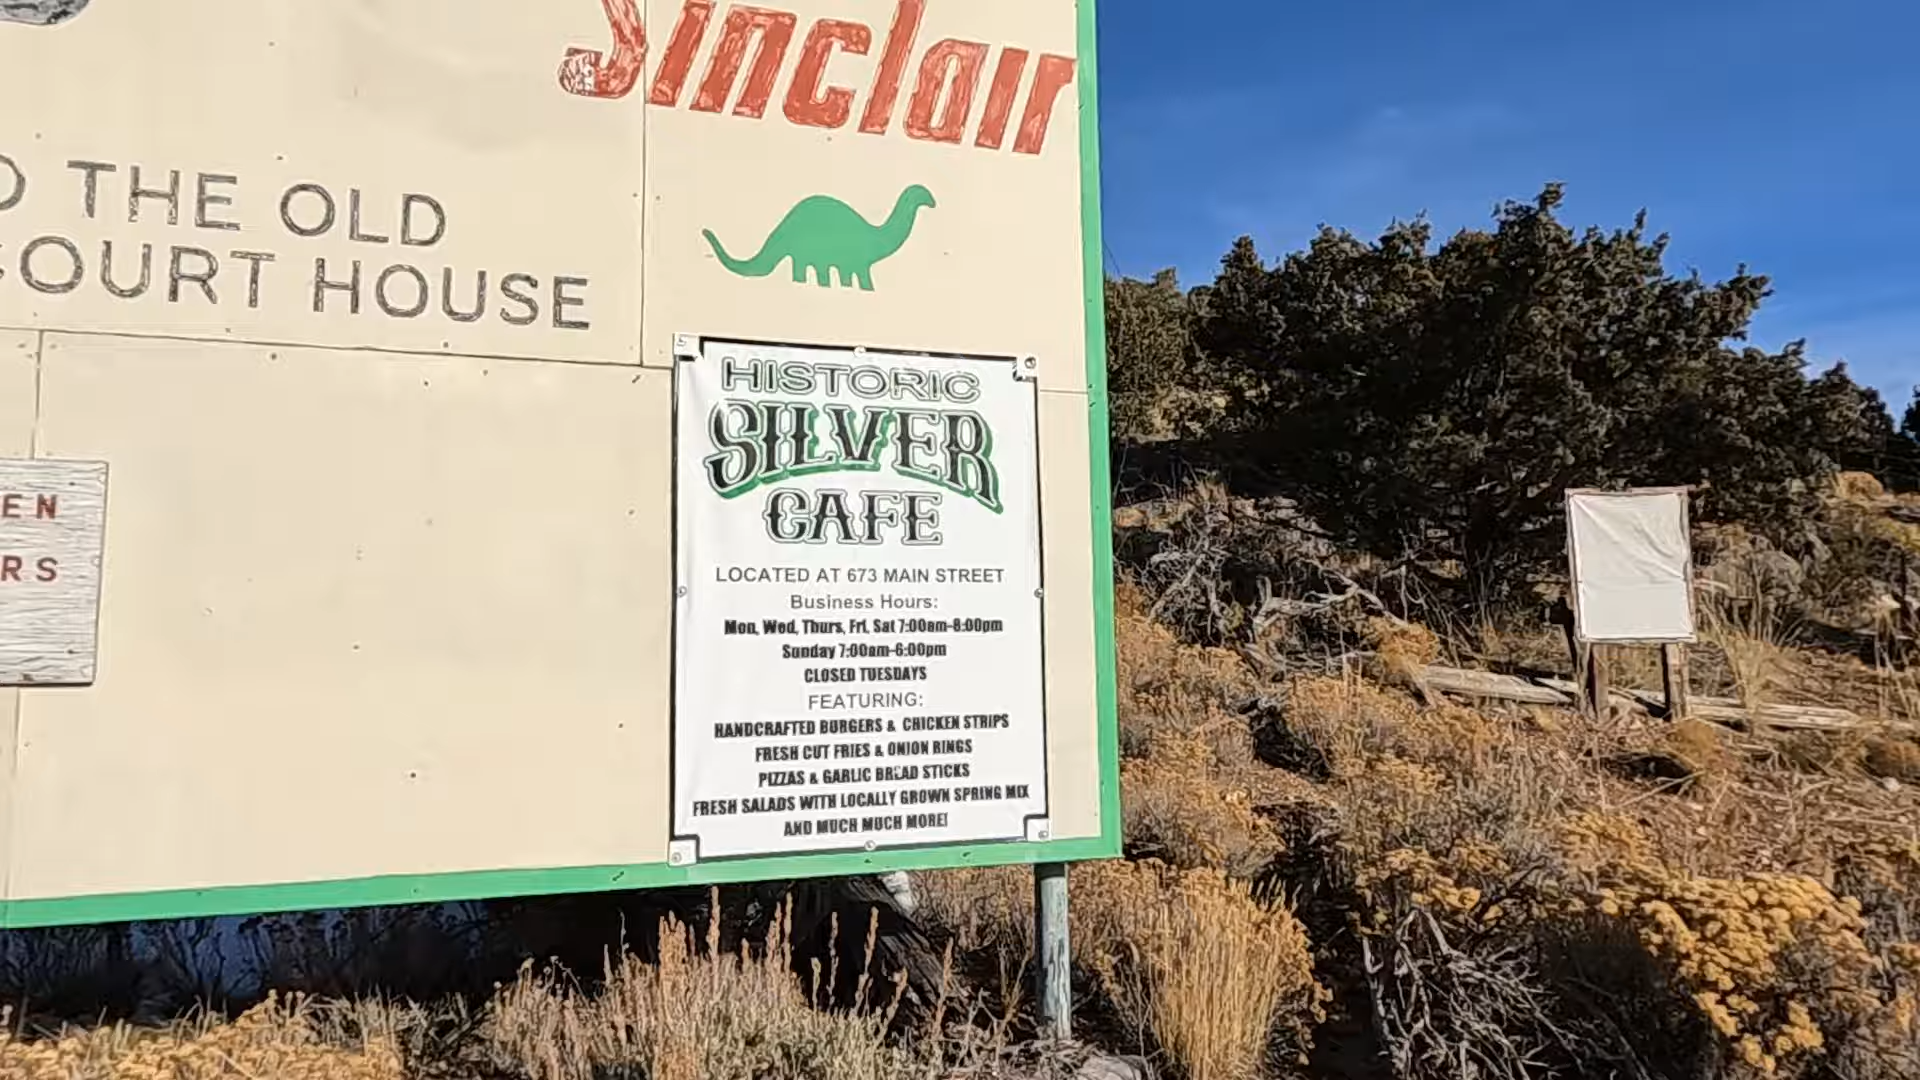 Sinclair
THE OLD
COURT HOUSE
EN
RS
HISTORIC
SILVER
CAFE
LOCATED AT 673 MAIN STREET
Business Hours:
Mon, Wed, Thurs, Fri, Sat 7:00am-8:00pm
Sunday 7:00am-6:00pm
CLOSED TUESDAYS
FEATURING:
HANDCRAFTED BURGERS & CHICKEN STRIPS
FRESH CUT FRIES & ONION RINGS
PIZZAS & GARLIC BREAD STICKS
FRESH SALADS WITH LOCALLY GROWN SPRING MIX
AND MUCH MUCH MORE!